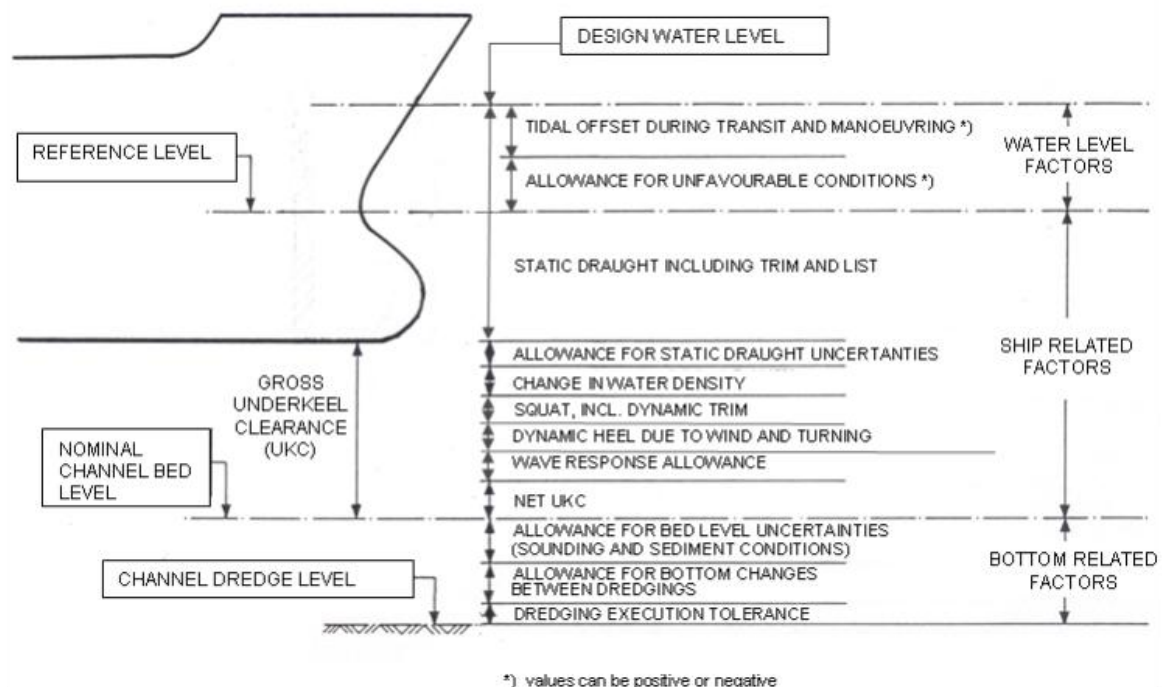 DESIGN WATER LEVEL
TIDAL OFFSET DURING TRANSIT AND MANOEUVRING *)
WATER LEVEL
FACTORS
REFERENCE LEVEL
ALLOWANCE FOR UNFAVOURABLE CONDITIONS *)
STATIC DRAUGHT INCLUDING TRIM AND LIST
SHIP RELATED
FACTORS
ALLOWANCE FOR STATIC DRAUGHT UNCERTANTIES
CHANGE IN WATER DENSITY
SQUAT, INCL. DYNAMIC TRIM
DYNAMIC HEEL DUE TO WIND AND TURNING
WAVE RESPONSE ALLOWANCE
NET UKC
GROSS
UNDERKEEL
CLEARANCE
(UKC)
NOMINAL
CHANNEL BED
LEVEL
ALLOWANCE FOR BED LEVEL UNCERTAINTIES
(SOUNDING AND SEDIMENT CONDITIONS)
ALLOWANCE FOR BOTTOM CHANGES
BETWEEN DREDGINGS
DREDGING EXECUTION TOLERANCE
BOTTOM RELATED
FACTORS
CHANNEL DREDGE LEVEL
*) values can be positive or negative